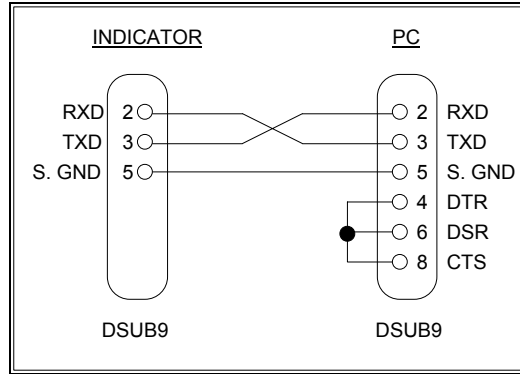 INDICATOR PC
RXD 2 2 RXD
TXD 3 3 TXD
S. GND 5 5 S. GND
4 DTR
6 DSR
8 CTS
DSUB9 DSUB9